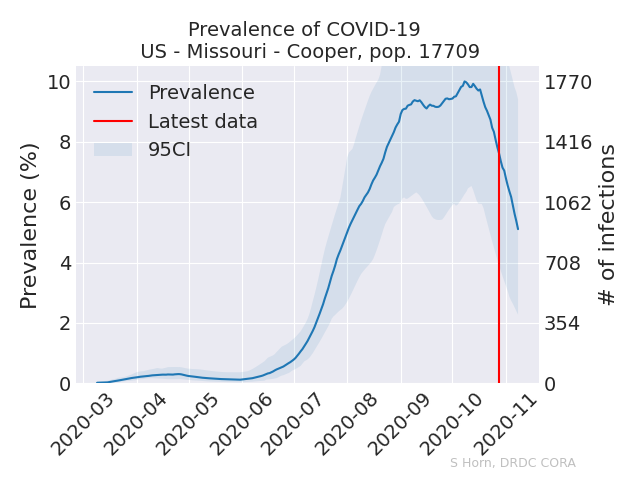 Prevalence of COVID-19
US - Missouri - Cooper, pop. 17709
Prevalence
Latest data
95CI
Prevalence (%)
10
8
6
4
2
0
1770
1416
1062
708
354
0
# of infections
2020-03
2020-04
2020-05
2020-06
2020-07
2020-08
2020-09
2020-10
2020-11
S Horn, DRDC CORA